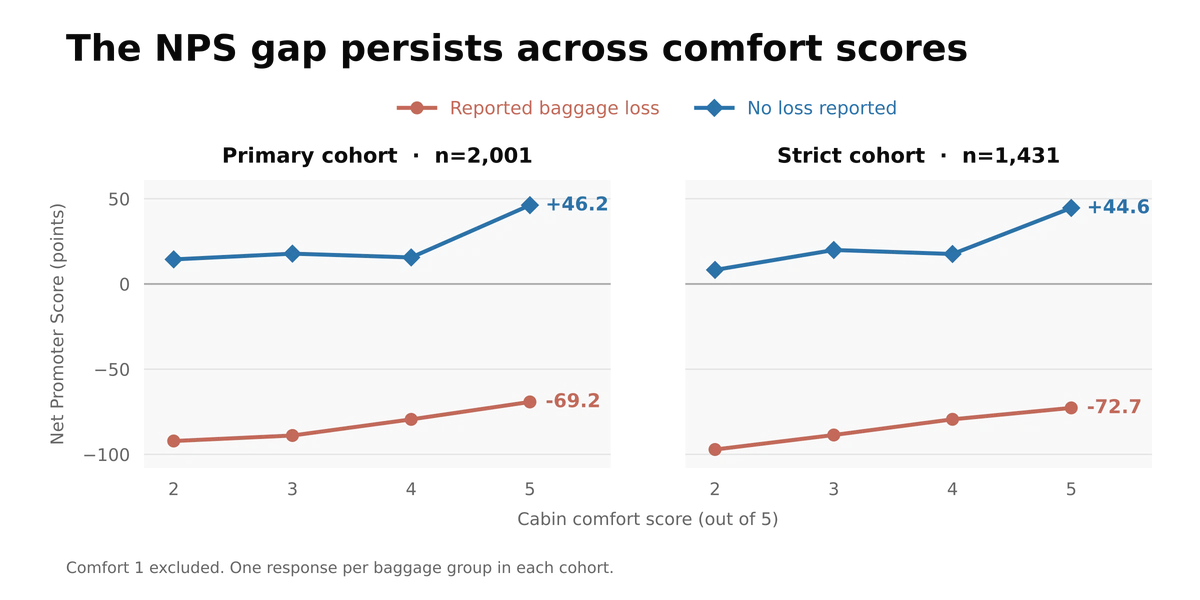 The NPS gap persists across comfort scores
Reported baggage loss
No loss reported
Primary cohort · n=2,001
Strict cohort · n=1,431
Net Promoter Score (points)
50
0
−50
−100
+46.2
-69.2
+44.6
-72.7
2 3 4 5
2 3 4 5
Cabin comfort score (out of 5)
Comfort 1 excluded. One response per baggage group in each cohort.